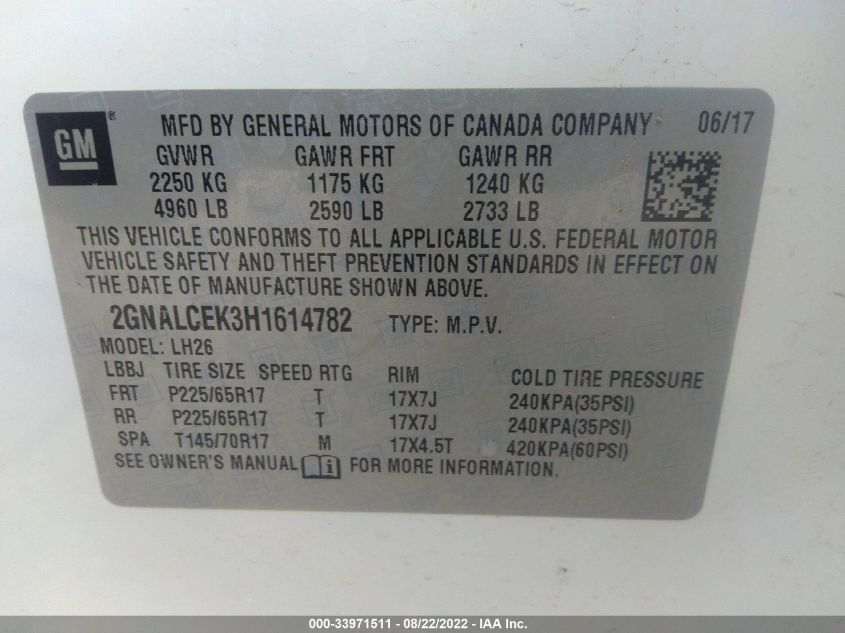 GM ®
MFD BY GENERAL MOTORS OF CANADA COMPANY 06/17
GVWR GAWR FRT GAWR RR
2250 KG 1175 KG 1240 KG
4960 LB 2590 LB 2733 LB
THIS VEHICLE CONFORMS TO ALL APPLICABLE U.S. FEDERAL MOTOR
VEHICLE SAFETY AND THEFT PREVENTION STANDARDS IN EFFECT ON
THE DATE OF MANUFACTURE SHOWN ABOVE.
2GNALCEK3H1614782 TYPE: M.P.V.
MODEL: LH26
LBBJ TIRE SIZE SPEED RTG RIM COLD TIRE PRESSURE
FRT P225/65R17 T 17X7J 240KPA(35PSI)
RR P225/65R17 T 17X7J 240KPA(35PSI)
SPA T145/70R17 M 17X4.5T 420KPA(60PSI)
SEE OWNER'S MANUAL i FOR MORE INFORMATION.
000-33971511 - 08/22/2022 - IAA Inc.